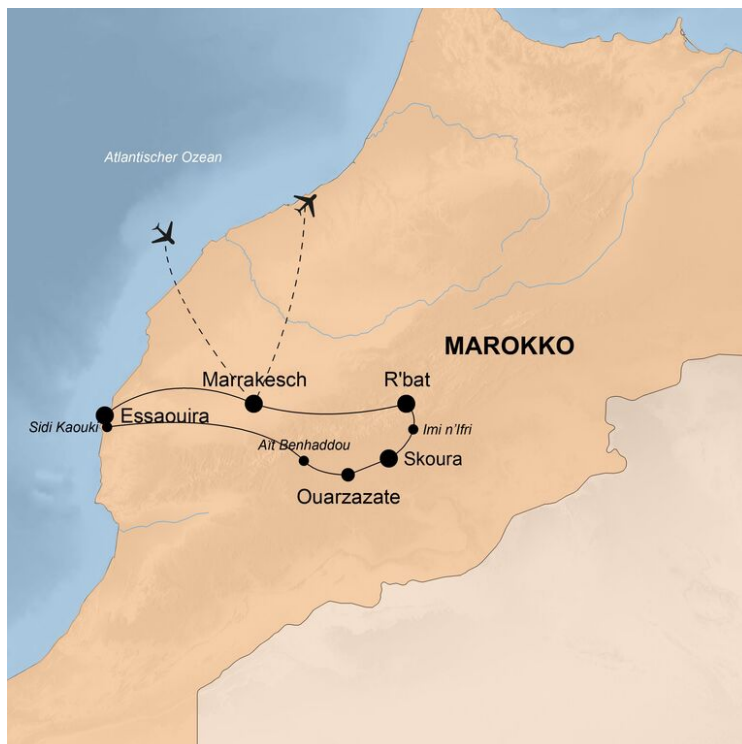 Atlantischer Ozean
MAROKKO
Marrakesch
R'bat
Essaouira
Sidi Kaouki
Imi n’Ifri
Aït Benhaddou
Skoura
Ouarzazate